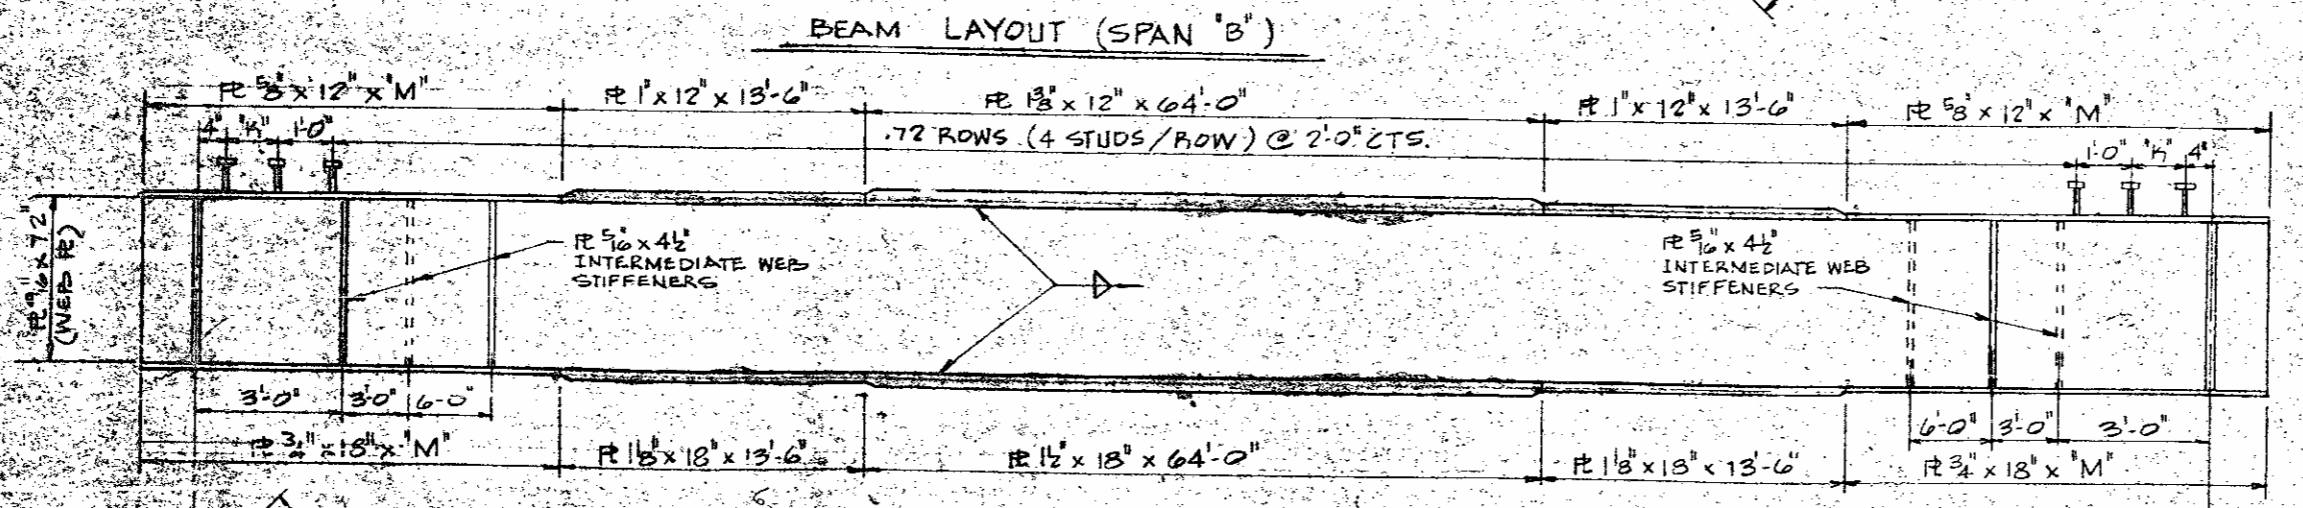 BEAM LAYOUT (SPAN "B")
PL 5/8" x 12" x "M"
PL 1" x 12" x 13'-6"
PL 1 3/8" x 12" x 64'-0"
PL 1" x 12" x 13'-6"
PL 5/8" x 12" x "M"
4" "K" 1'-0"
72 ROWS (4 STUDS/ROW) @ 2'-0" CTS.
1'-0" "K" 4"
PL 9/16" x 72"
(WEB PL)
PL 5/16" x 4 1/2"
INTERMEDIATE WEB
STIFFENERS
PL 5/16" x 4 1/2"
INTERMEDIATE WEB
STIFFENERS
3'-0" 3'-0" 6'-0"
6'-0" 3'-0" 3'-0"
PL 3/4" x 18" x "M"
PL 1 1/8" x 18" x 13'-6"
PL 1 1/2" x 18" x 64'-0"
PL 1 1/8" x 18" x 13'-6"
PL 3/4" x 18" x "M"